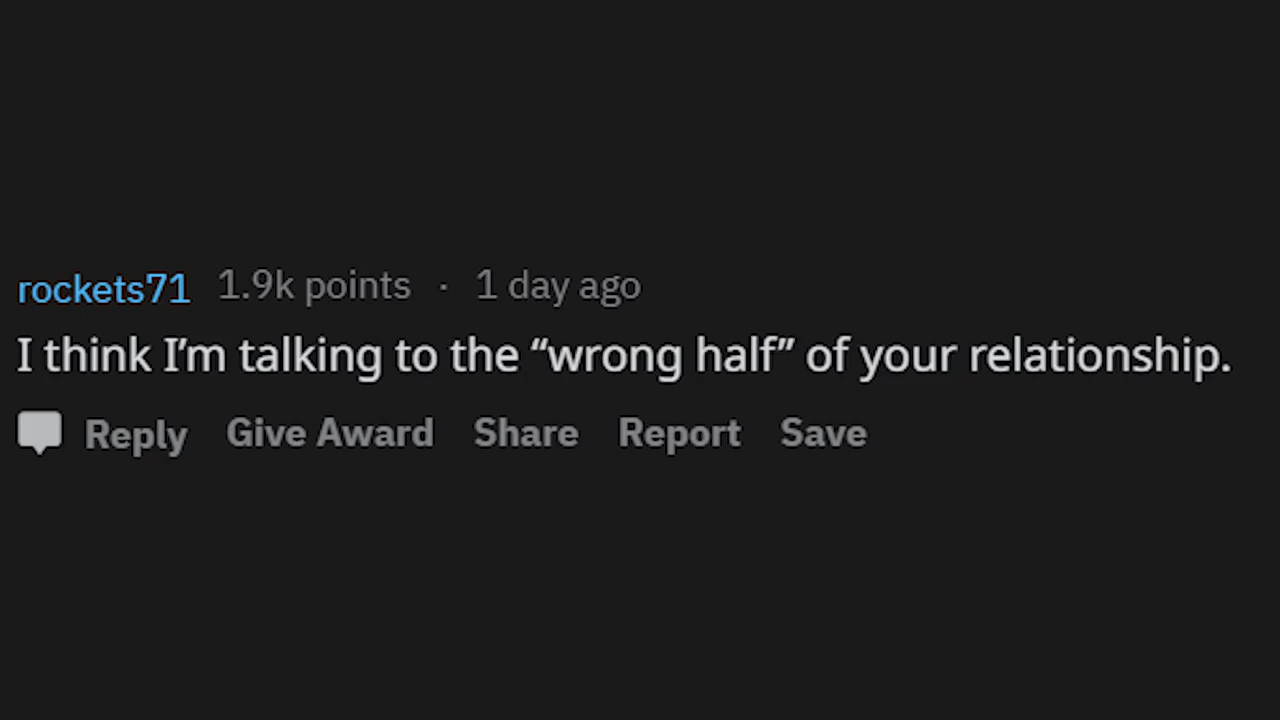 rockets71 1.9k points · 1 day ago
I think I’m talking to the “wrong half” of your relationship.
Reply Give Award Share Report Save